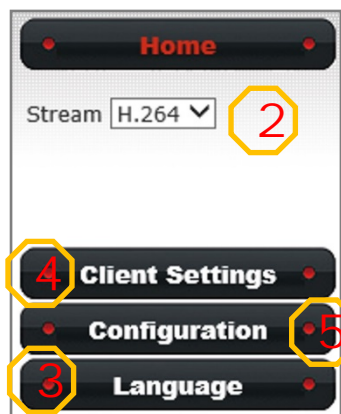 Home
Stream H.264 2
4 Client Settings
Configuration 5
3 Language